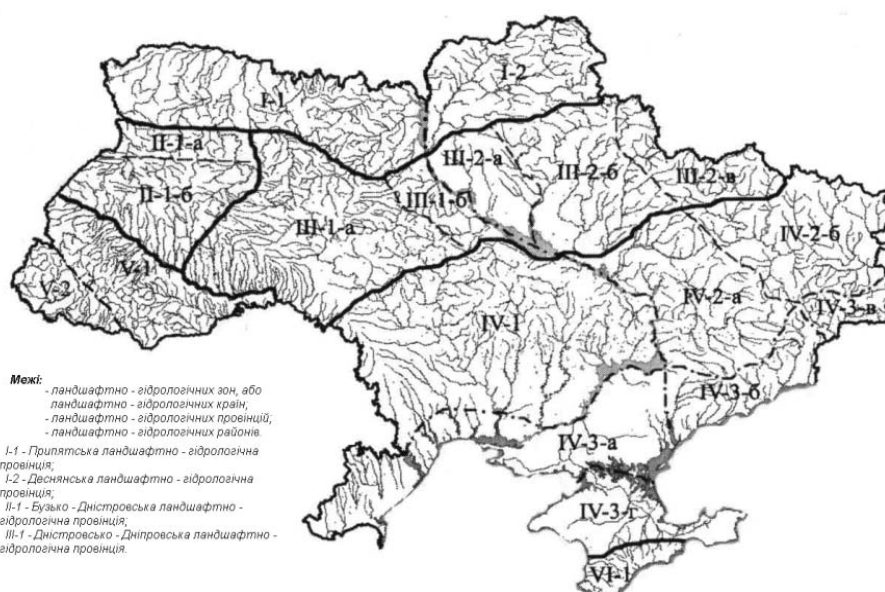 I-2
I-1
II-1-а
III-2-а
III-2-б
III-2-в
II-1-б
III-1-б
III-1-а
IV-2-б
V-1
V-2
IV-2-а
IV-3-в
IV-1
IV-3-б
IV-3-а
IV-3-г
VI-1
Межі:
- ландшафтно - гідрологічних зон, або
ландшафтно - гідрологічних країн;
- ландшафтно - гідрологічних провінцій;
- ландшафтно - гідрологічних районів.
I-1 - Припятська ландшафтно - гідрологічна
провінція;
I-2 - Деснянська ландшафтно - гідрологічна
провінція;
II-1 - Бузько - Дністровська ландшафтно -
гідрологічна провінція;
III-1 - Дністровсько - Дніпровська ландшафтно -
гідрологічна провінція.